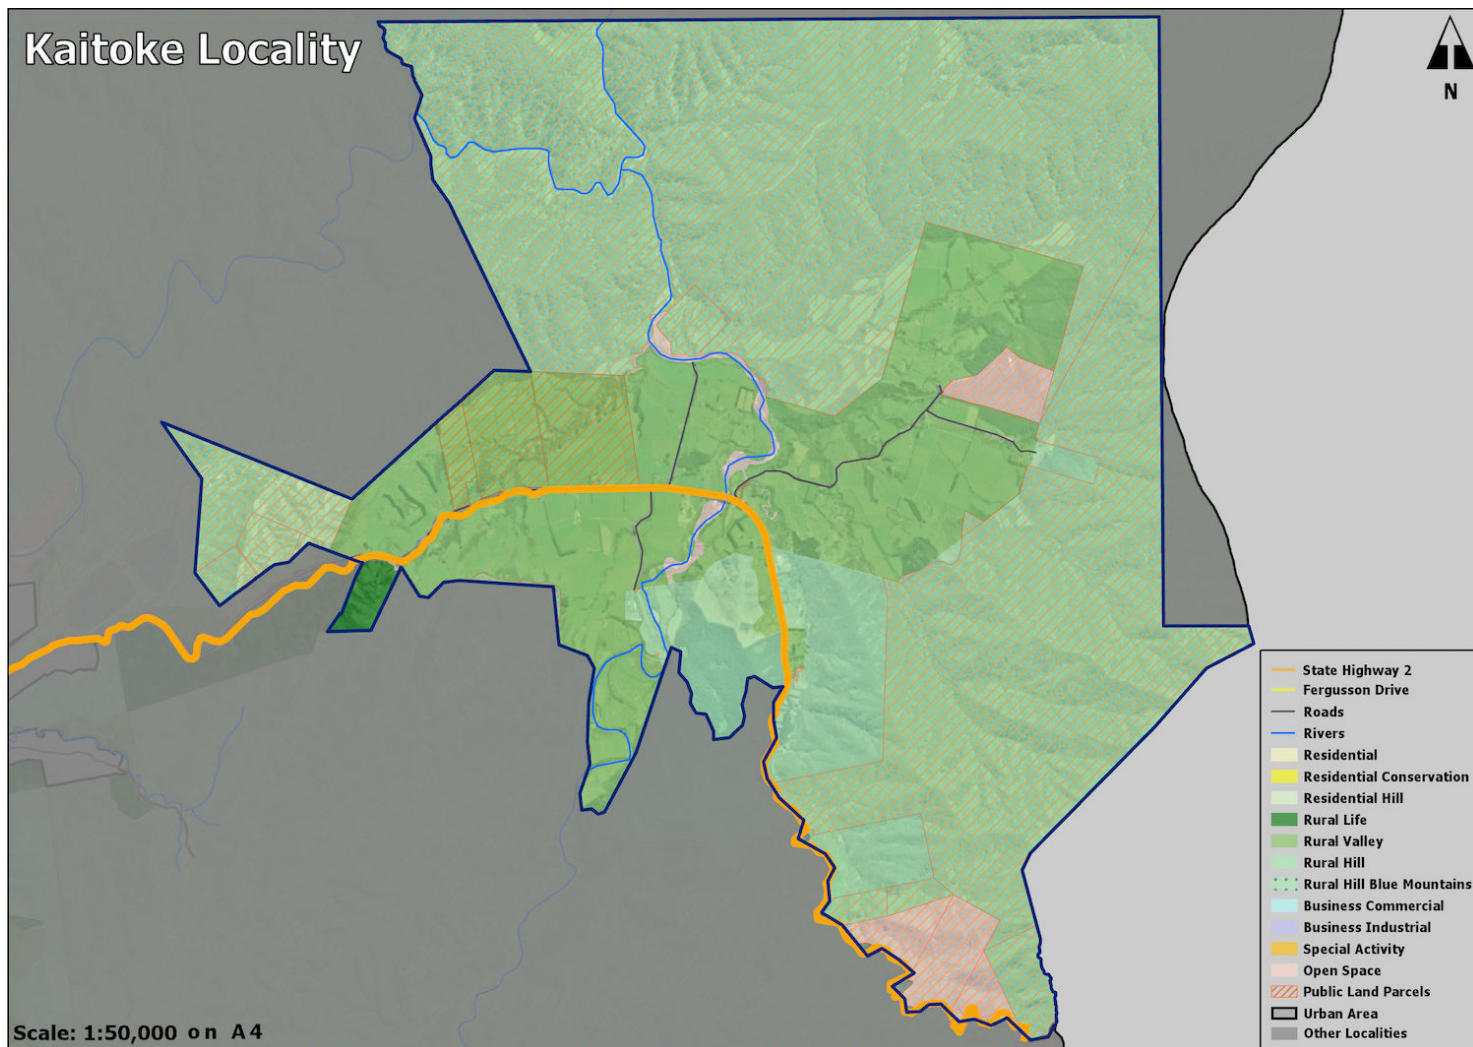 Kaitoke Locality
N
State Highway 2
Fergusson Drive
Roads
Rivers
Residential
Residential Conservation
Residential Hill
Rural Life
Rural Valley
Rural Hill
Rural Hill Blue Mountains
Business Commercial
Business Industrial
Special Activity
Open Space
Public Land Parcels
Urban Area
Other Localities
Scale: 1:50,000 on A4